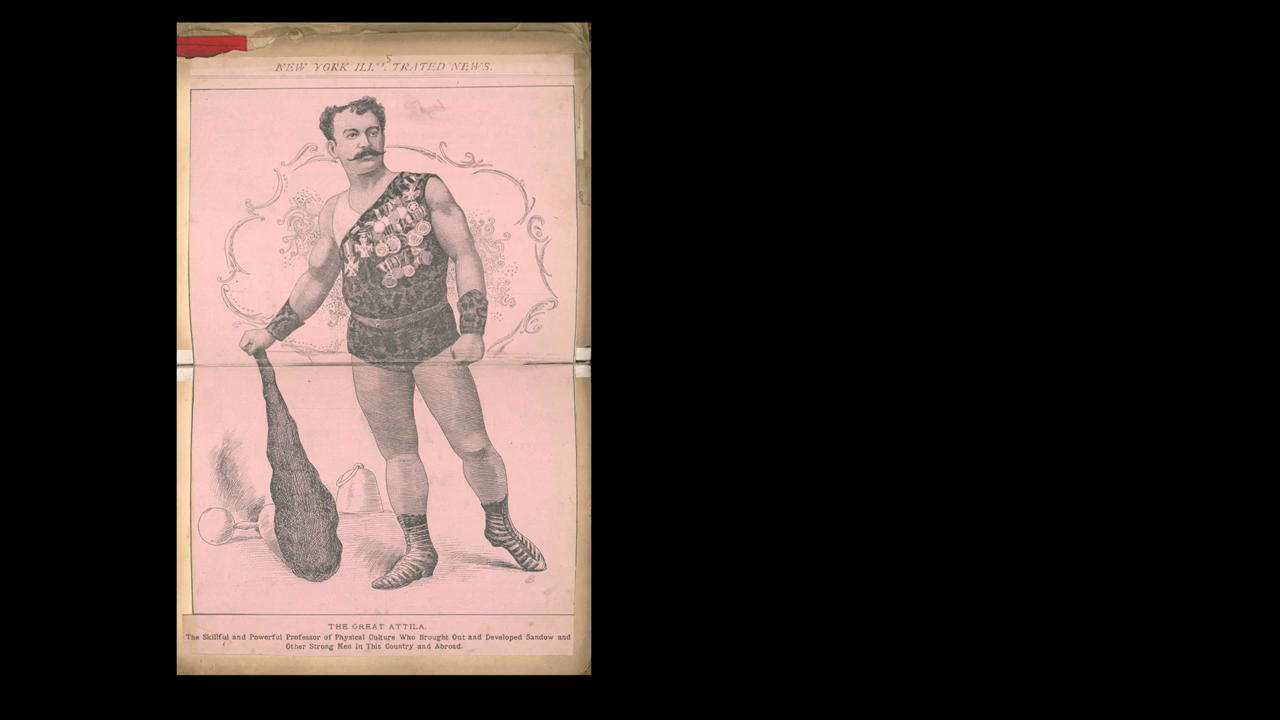 NEW YORK ILL'S. TRATED NEWS.
THE GREAT ATTILA.
The Skillful and Powerful Professor of Physical Culture Who Brought Out and Developed Sandow and
Other Strong Men in This Country and Abroad.